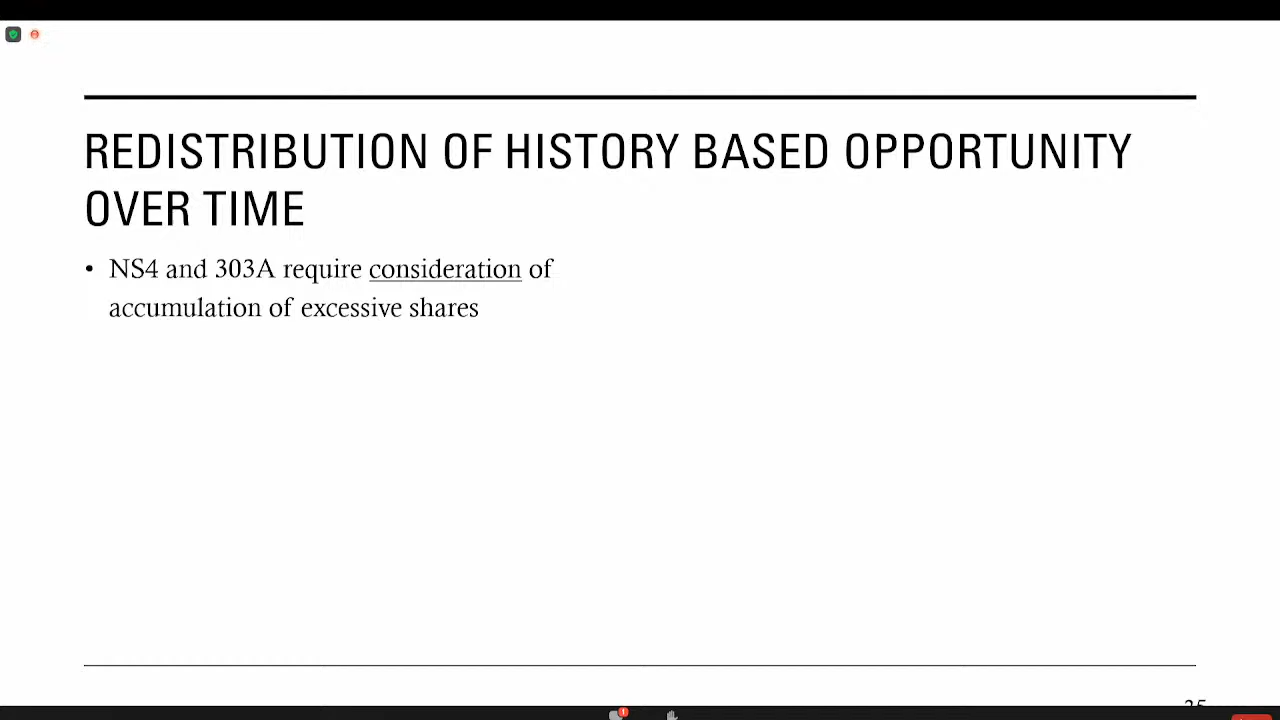 REDISTRIBUTION OF HISTORY BASED OPPORTUNITY
OVER TIME
• NS4 and 303A require consideration of
accumulation of excessive shares